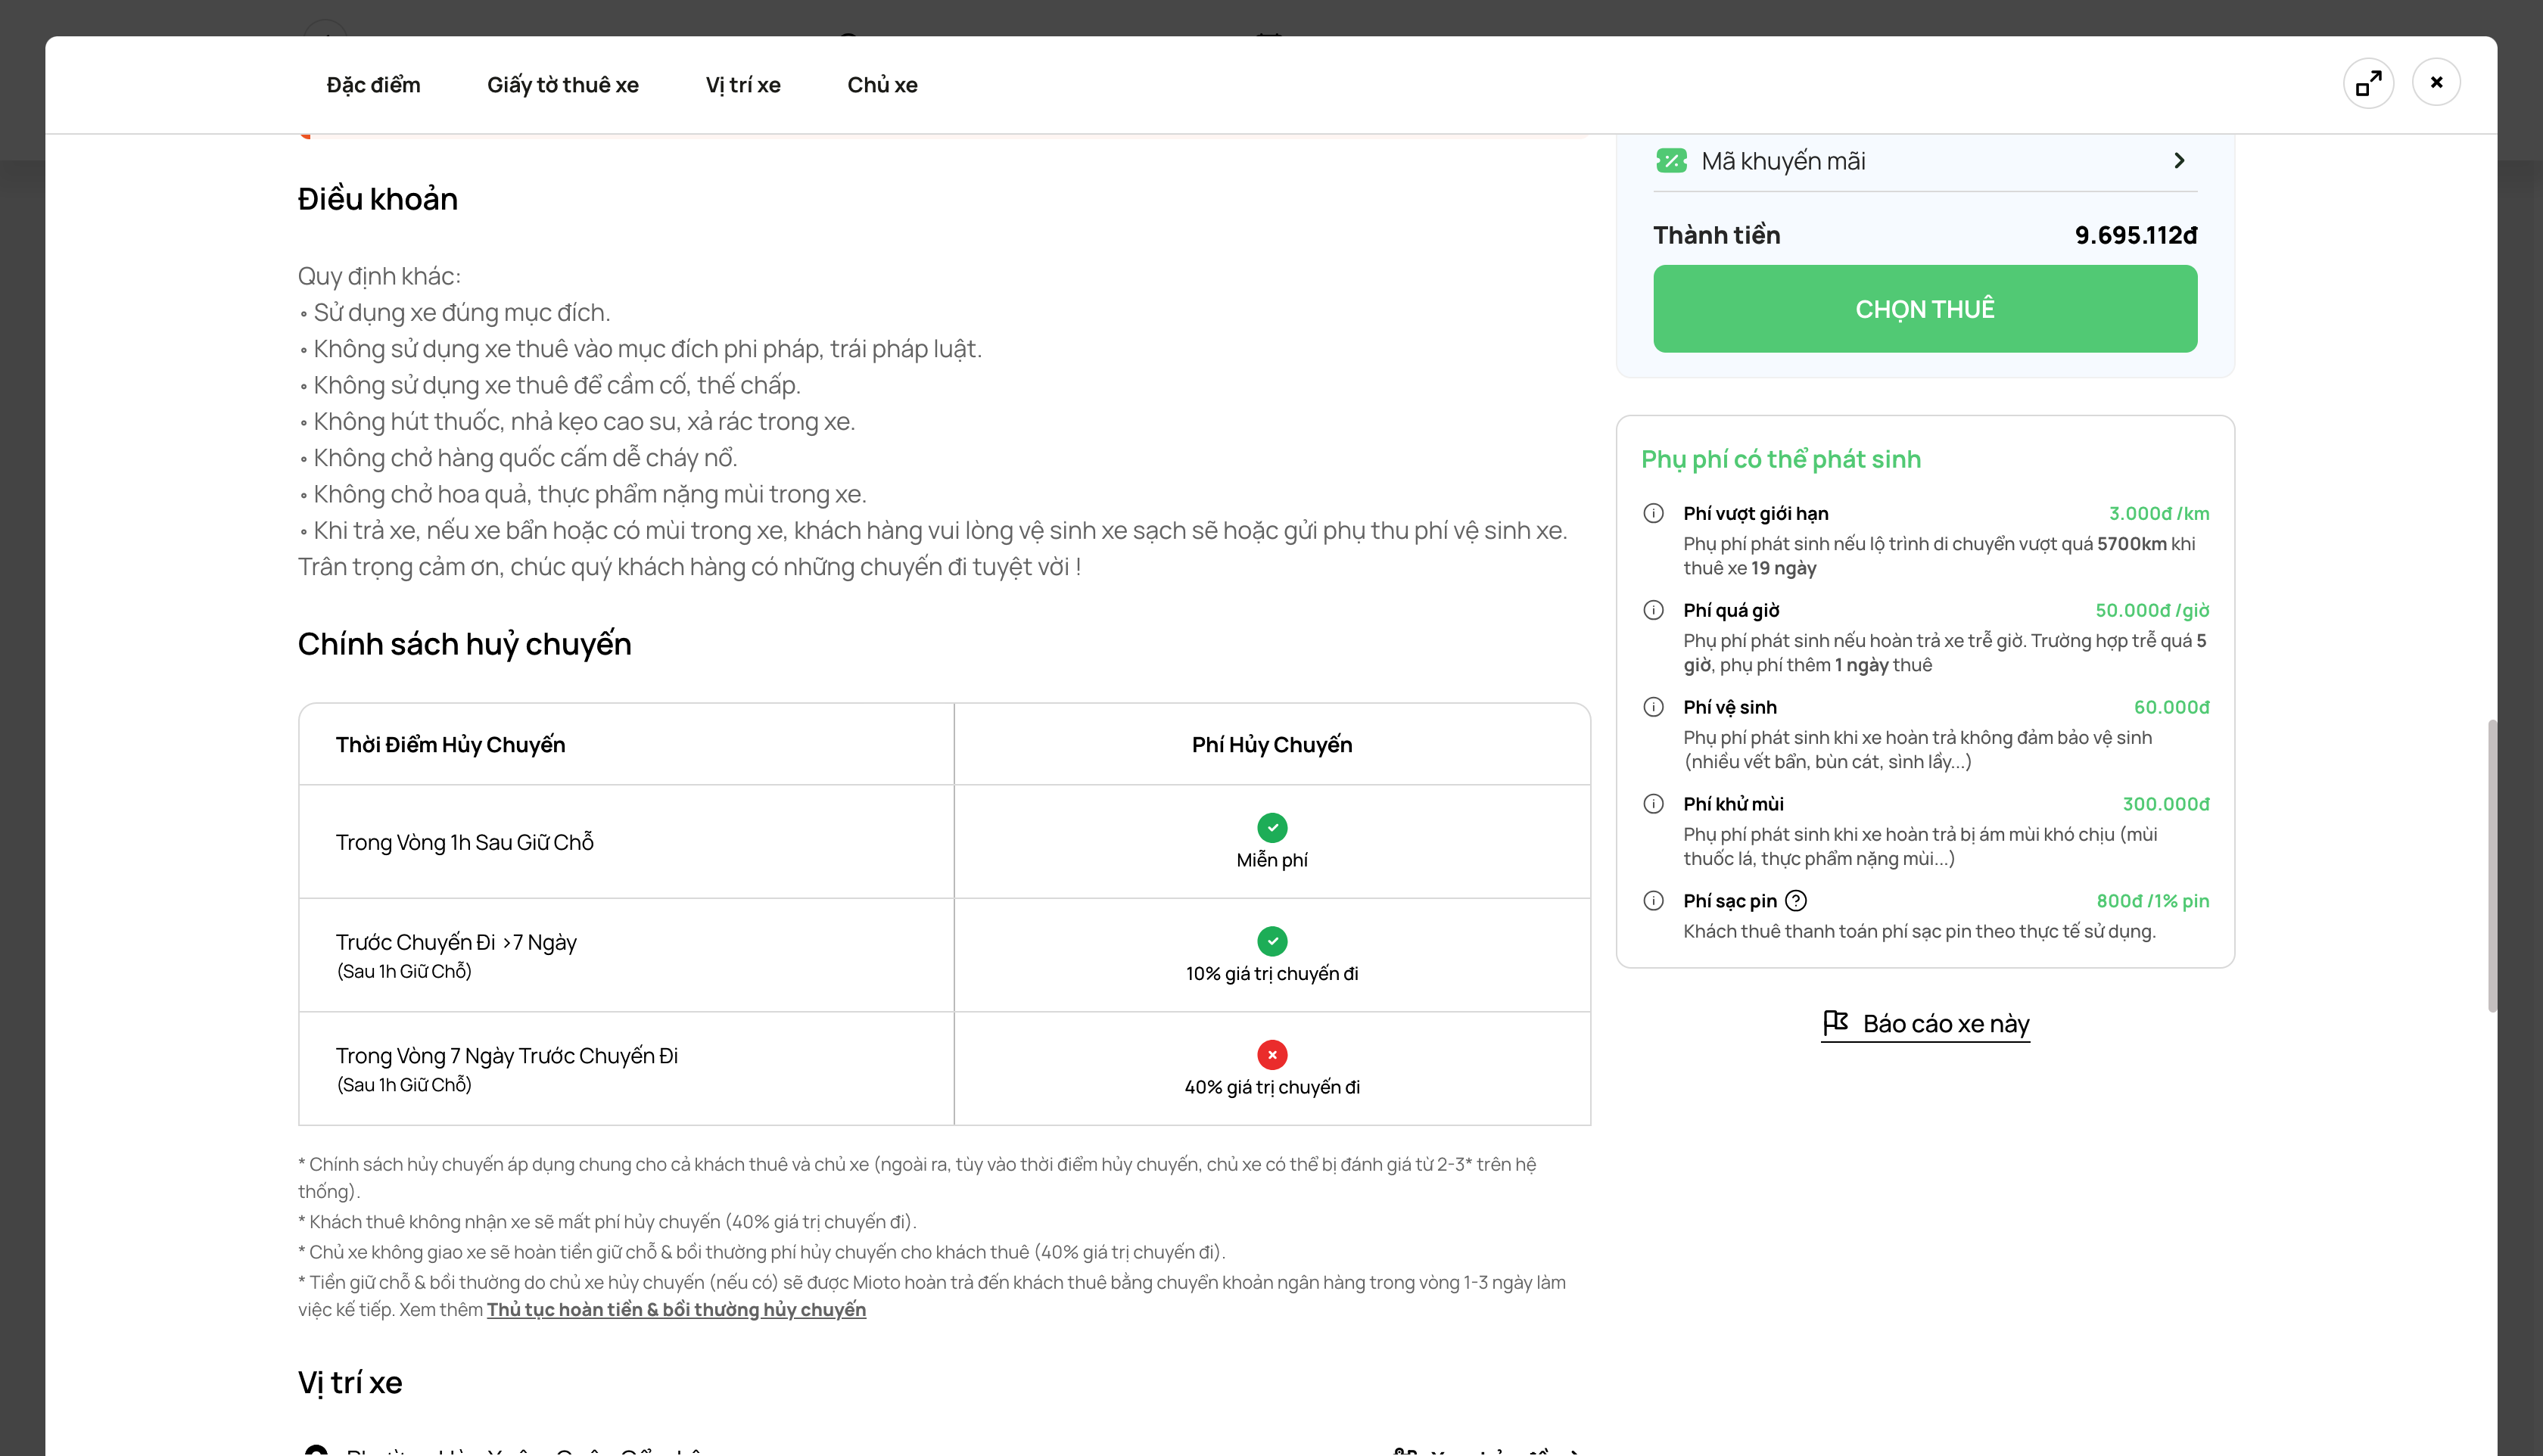 Đặc điểm
Giấy tờ thuê xe
Vị trí xe
Chủ xe
Điều khoản
Quy định khác:
• Sử dụng xe đúng mục đích.
• Không sử dụng xe thuê vào mục đích phi pháp, trái pháp luật.
• Không sử dụng xe thuê để cầm cố, thế chấp.
• Không hút thuốc, nhả kẹo cao su, xả rác trong xe.
• Không chở hàng quốc cấm dễ cháy nổ.
• Không chở hoa quả, thực phẩm nặng mùi trong xe.
• Khi trả xe, nếu xe bẩn hoặc có mùi trong xe, khách hàng vui lòng vệ sinh xe sạch sẽ hoặc gửi phụ thu phí vệ sinh xe.
Trân trọng cảm ơn, chúc quý khách hàng có những chuyến đi tuyệt vời !
Chính sách huỷ chuyến
Thời Điểm Hủy Chuyến
Phí Hủy Chuyến
Trong Vòng 1h Sau Giữ Chỗ
Miễn phí
Trước Chuyến Đi >7 Ngày
(Sau 1h Giữ Chỗ)
10% giá trị chuyến đi
Trong Vòng 7 Ngày Trước Chuyến Đi
(Sau 1h Giữ Chỗ)
40% giá trị chuyến đi
* Chính sách hủy chuyến áp dụng chung cho cả khách thuê và chủ xe (ngoài ra, tùy vào thời điểm hủy chuyến, chủ xe có thể bị đánh giá từ 2-3* trên hệ
thống).
* Khách thuê không nhận xe sẽ mất phí hủy chuyến (40% giá trị chuyến đi).
* Chủ xe không giao xe sẽ hoàn tiền giữ chỗ & bồi thường phí hủy chuyến cho khách thuê (40% giá trị chuyến đi).
* Tiền giữ chỗ & bồi thường do chủ xe hủy chuyến (nếu có) sẽ được Mioto hoàn trả đến khách thuê bằng chuyển khoản ngân hàng trong vòng 1-3 ngày làm
việc kế tiếp. Xem thêm Thủ tục hoàn tiền & bồi thường hủy chuyến
Vị trí xe
Mã khuyến mãi
Thành tiền
9.695.112đ
CHỌN THUÊ
Phụ phí có thể phát sinh
Phí vượt giới hạn
3.000đ /km
Phụ phí phát sinh nếu lộ trình di chuyển vượt quá 5700km khi
thuê xe 19 ngày
Phí quá giờ
50.000đ /giờ
Phụ phí phát sinh nếu hoàn trả xe trễ giờ. Trường hợp trễ quá 5
giờ, phụ phí thêm 1 ngày thuê
Phí vệ sinh
60.000đ
Phụ phí phát sinh khi xe hoàn trả không đảm bảo vệ sinh
(nhiều vết bẩn, bùn cát, sình lầy...)
Phí khử mùi
300.000đ
Phụ phí phát sinh khi xe hoàn trả bị ám mùi khó chịu (mùi
thuốc lá, thực phẩm nặng mùi...)
Phí sạc pin
800đ /1% pin
Khách thuê thanh toán phí sạc pin theo thực tế sử dụng.
Báo cáo xe này